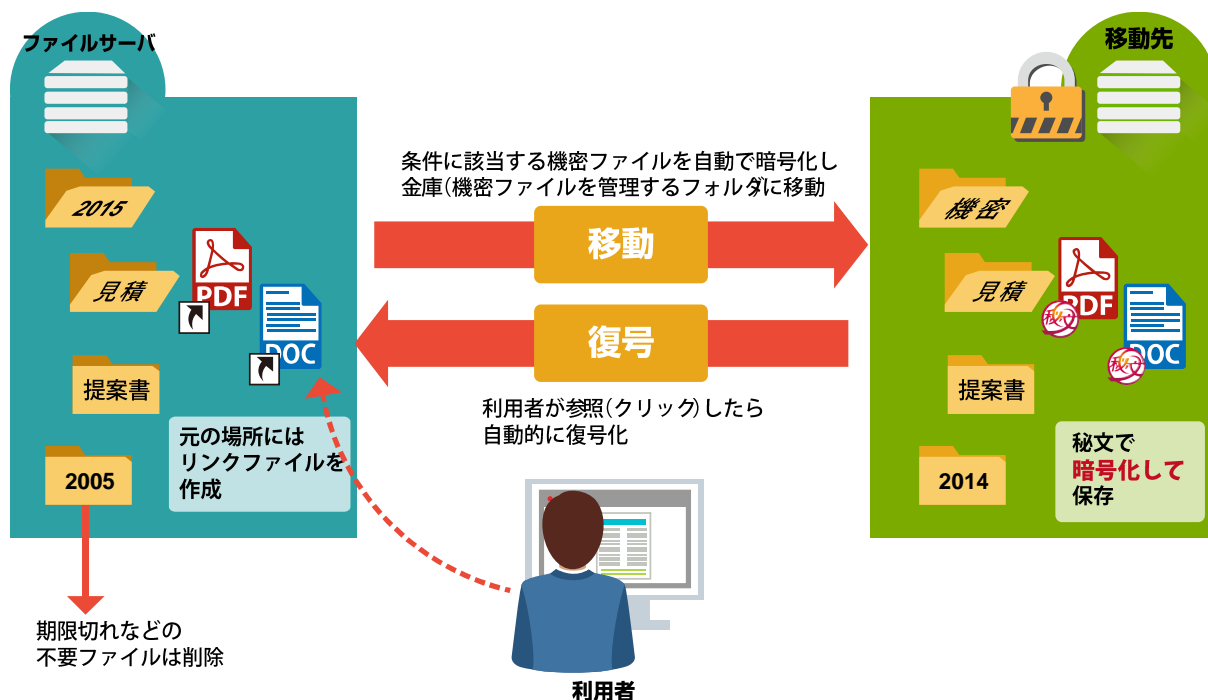 ファイルサーバ
移動先
条件に該当する機密ファイルを自動で暗号化し
金庫(機密ファイルを管理するフォルダに移動
2015
機密
移動
見積
PDF
見積
PDF
DOC
秘文
DOC
秘文
復号
提案書
提案書
利用者が参照(クリック)したら
自動的に復号化
元の場所には
リンクファイルを
作成
秘文で
暗号化して
保存
2005
2014
期限切れなどの
不要ファイルは削除
利用者